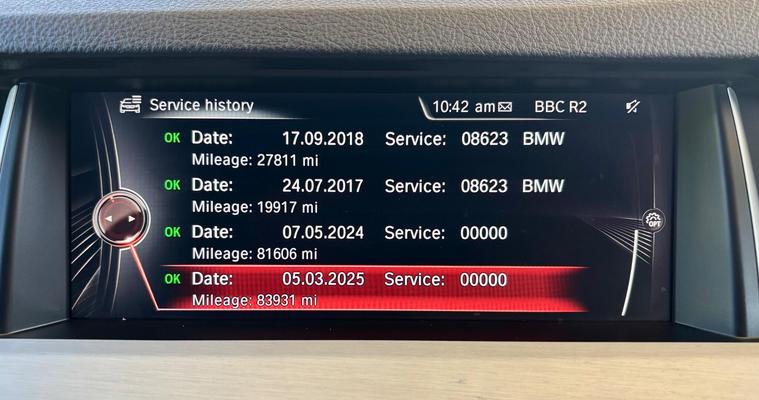 Service history 10:42 am BBC R2
OK Date: 17.09.2018 Service: 08623 BMW
Mileage: 27811 mi
OK Date: 24.07.2017 Service: 08623 BMW
Mileage: 19917 mi
OK Date: 07.05.2024 Service: 00000
Mileage: 81606 mi
OPT
OK Date: 05.03.2025 Service: 00000
Mileage: 83931 mi